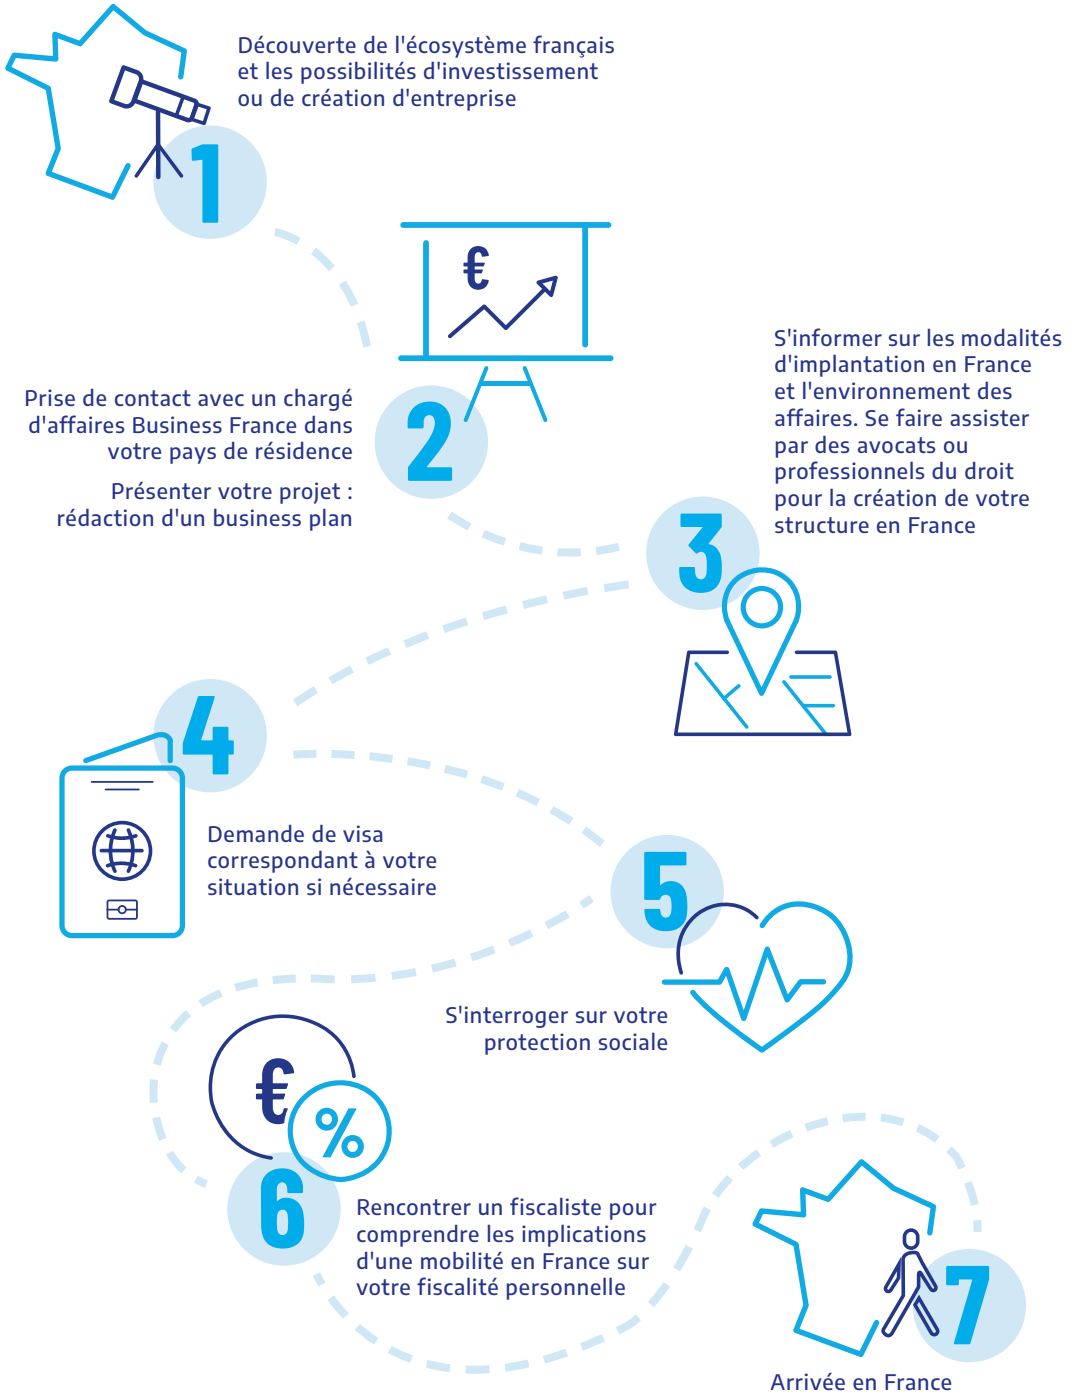 Découverte de l'écosystème français
et les possibilités d'investissement
ou de création d'entreprise
1
€
Prise de contact avec un chargé
d'affaires Business France dans
votre pays de résidence
Présenter votre projet :
rédaction d'un business plan
2
S'informer sur les modalités
d'implantation en France
et l'environnement des
affaires. Se faire assister
par des avocats ou
professionnels du droit
pour la création de votre
structure en France
3
4
Demande de visa
correspondant à votre
situation si nécessaire
5
S'interroger sur votre
protection sociale
€
%
6
Rencontrer un fiscaliste pour
comprendre les implications
d'une mobilité en France sur
votre fiscalité personnelle
7
Arrivée en France